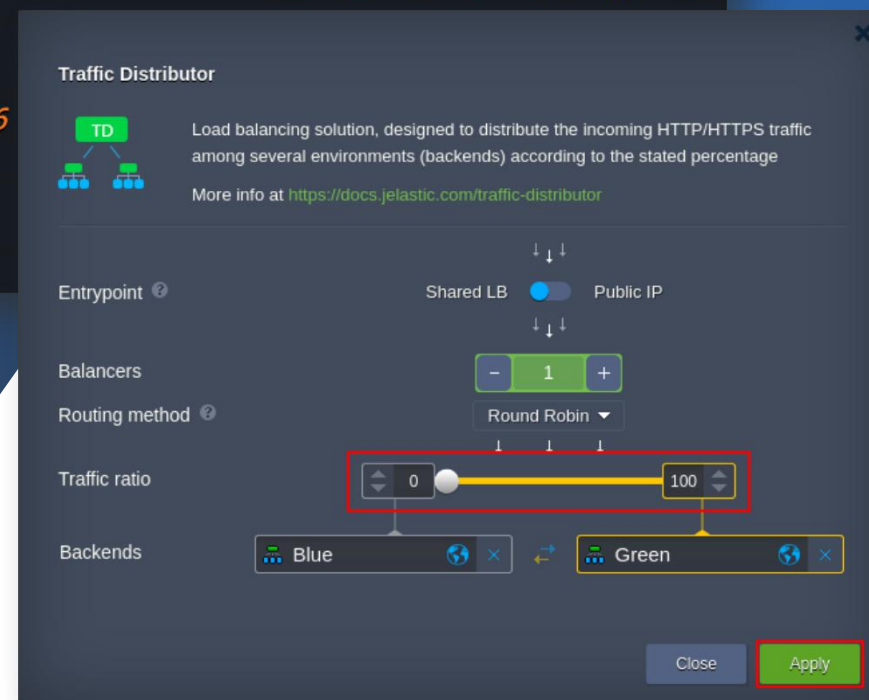 6
Traffic Distributor
TD
Load balancing solution, designed to distribute the incoming HTTP/HTTPS traffic
among several environments (backends) according to the stated percentage
More info at https://docs.jelastic.com/traffic-distributor
Entrypoint ?
Shared LB
Public IP
Balancers
- 1 +
Routing method ?
Round Robin
Traffic ratio
0
100
Backends
Blue
Green
Close
Apply